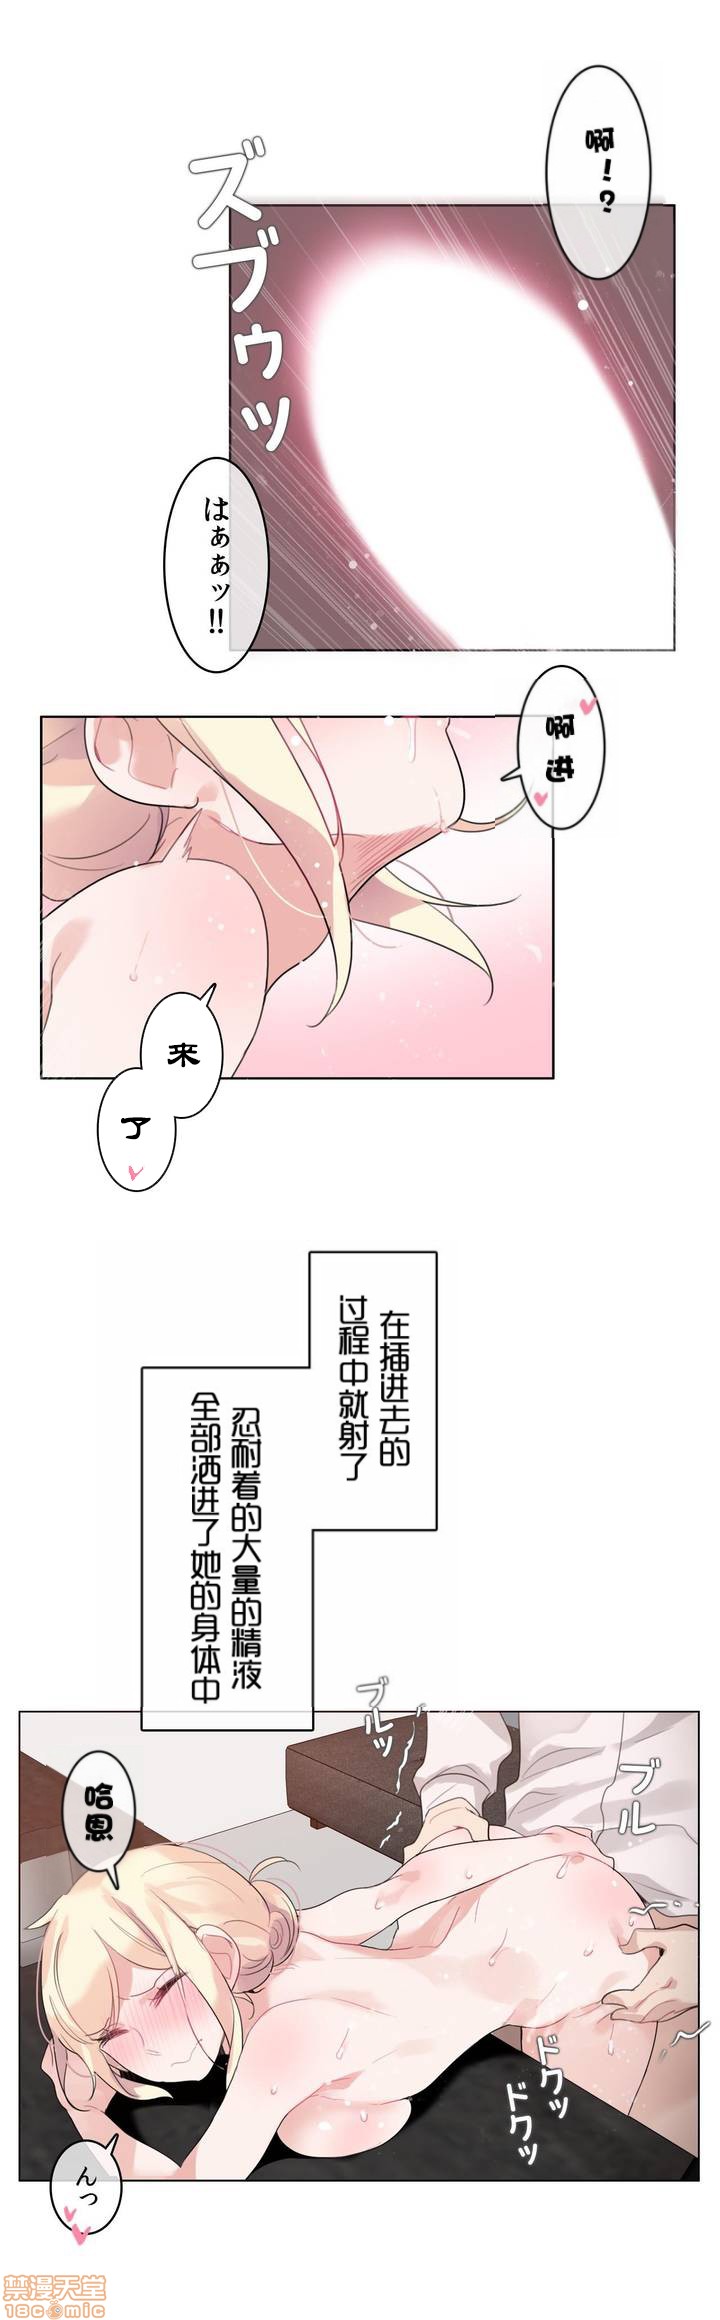 啊！？
ズブゥッ
はぁぁッ!!
啊进
来
了
在插进去的
过程中就射了
忍耐着的大量的精液
全部洒进了她的身体中
ブルッ
ブル
哈恩
ドクッ
ドクッ
んっ
禁漫天堂
18comic